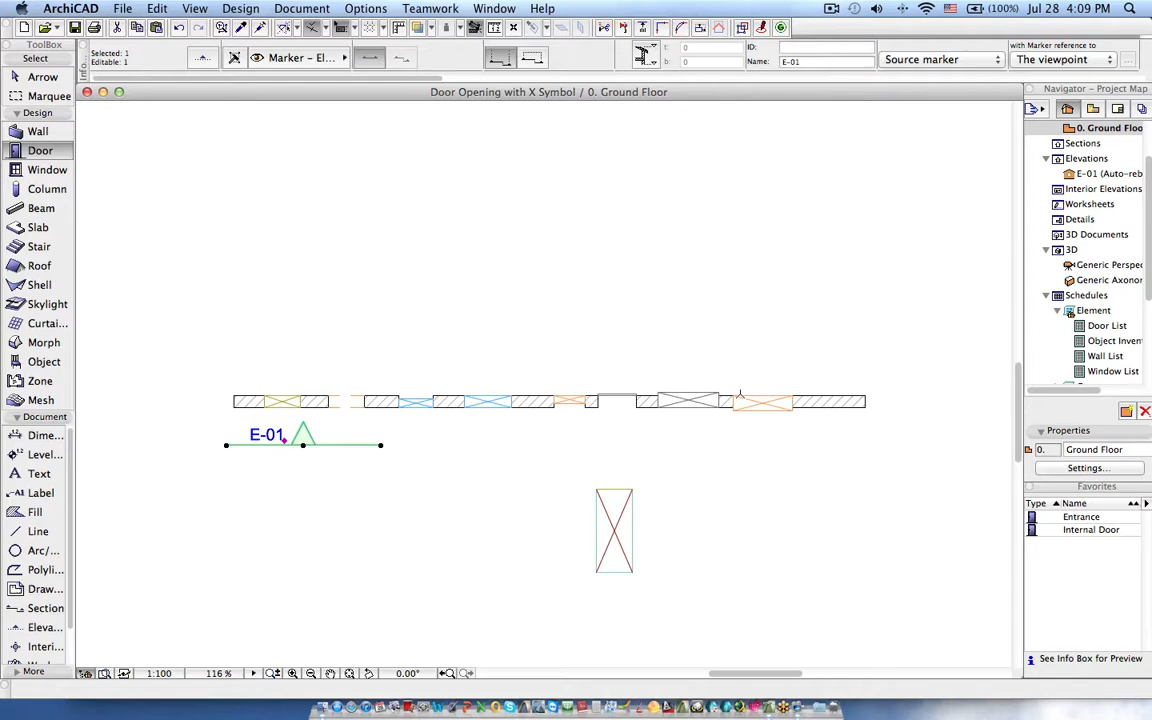 ArchiCAD File Edit View Design Document Options Teamwork Window Help (100%) Jul 28 4:09 PM
ToolBox
Select
Arrow
Marquee
Design
Wall
Door
Window
Column
Beam
Slab
Stair
Roof
Shell
Skylight
Curtai...
Morph
Object
Zone
Mesh
Document
Dime...
Level...
Text
Label
Fill
Line
Arc/...
Polyli...
Draw...
Section
Eleva...
Interi...
More
Selected: 1
Editable: 1
Marker - El...
t: 0
b: 0
ID:
Name: E-01
Source marker
with Marker reference to
The viewpoint
Door Opening with X Symbol / 0. Ground Floor
E-01
1:100 116 % 0.00°
Navigator - Project Map
0. Ground Floo
Sections
Elevations
E-01 (Auto-reb
Interior Elevations
Worksheets
Details
3D Documents
3D
Generic Perspe
Generic Axonor
Schedules
Element
Door List
Object Inven
Wall List
Window List
Properties
0. Ground Floor
Settings...
Favorites
Type Name
Entrance
Internal Door
See Info Box for Preview